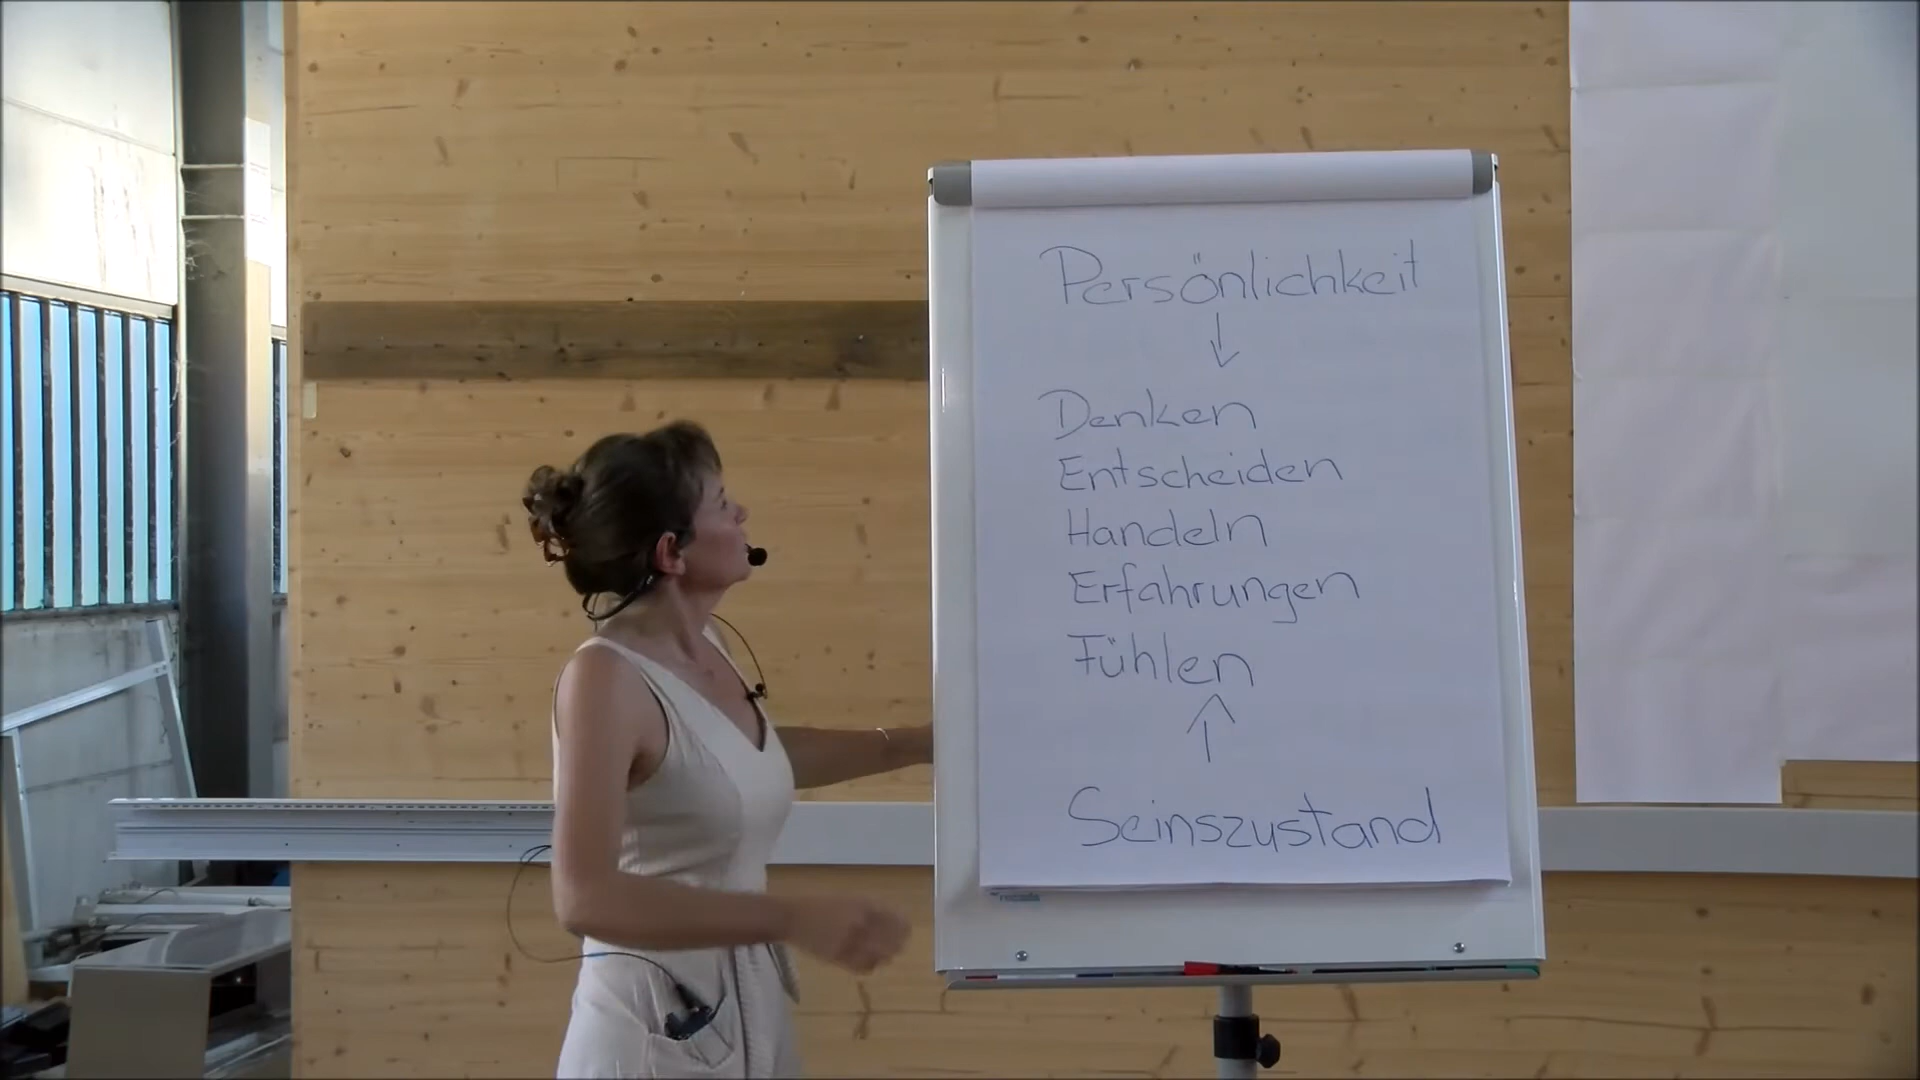 Persönlichkeit
Denken
Entscheiden
Handeln
Erfahrungen
Fühlen
Seinszustand